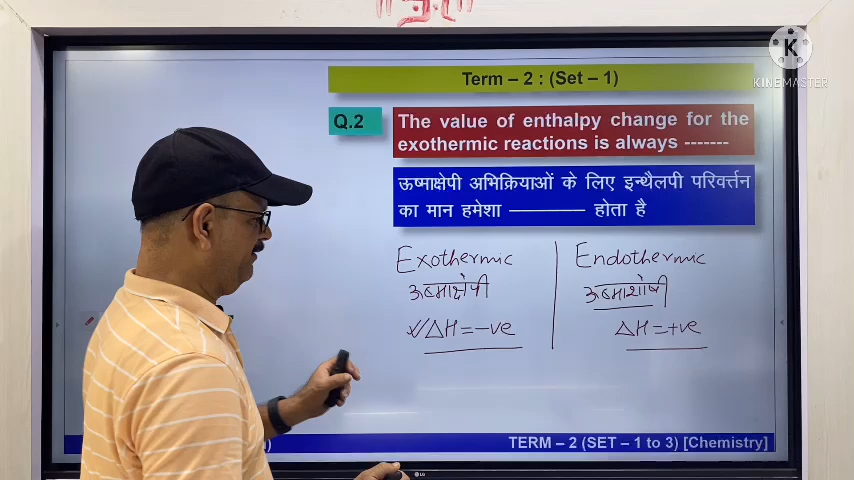 KINEMASTER
Term – 2 : (Set – 1)
Q.2
The value of enthalpy change for the
exothermic reactions is always -------
ऊष्माक्षेपी अभिक्रियाओं के लिए इन्थैलपी परिवर्त्तन
का मान हमेशा ———— होता है
Exothermic
ऊष्माक्षेपी
✓ΔH=-ve
Endothermic
ऊष्माशोषी
ΔH=+ve
TERM – 2 (SET – 1 to 3) [Chemistry]
LG